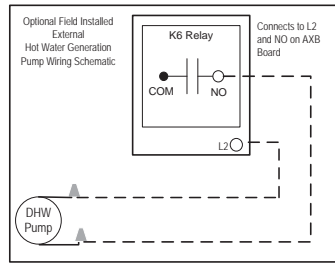 Optional Field Installed
External
Hot Water Generation
Pump Wiring Schematic
K6 Relay
COM
NO
Connects to L2
and NO on AXB
Board
L2
DHW
Pump